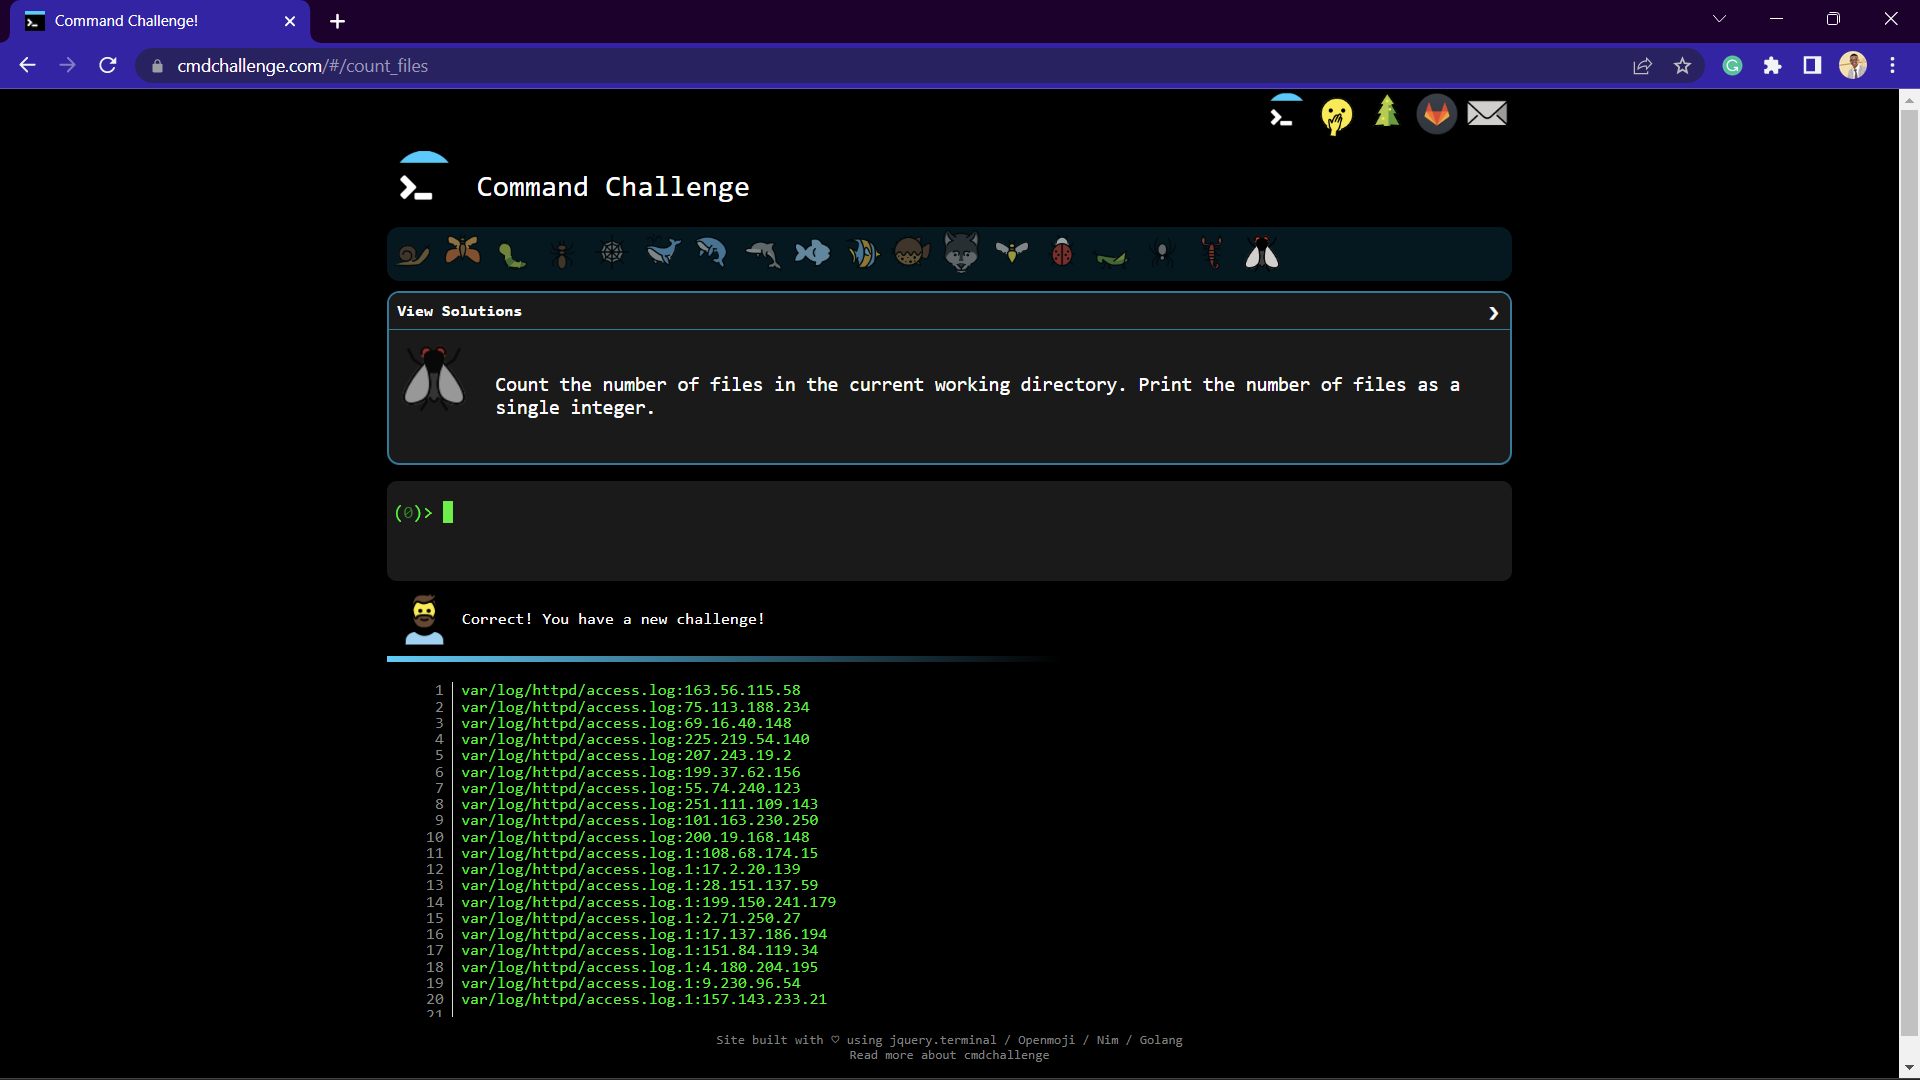 Command Challenge!
cmdchallenge.com/#/count_files
Command Challenge
View Solutions
Count the number of files in the current working directory. Print the number of files as a
single integer.
(0)>
Correct! You have a new challenge!
1 var/log/httpd/access.log:163.56.115.58
2 var/log/httpd/access.log:75.113.188.234
3 var/log/httpd/access.log:69.16.40.148
4 var/log/httpd/access.log:225.219.54.140
5 var/log/httpd/access.log:207.243.19.2
6 var/log/httpd/access.log:199.37.62.156
7 var/log/httpd/access.log:55.74.240.123
8 var/log/httpd/access.log:251.111.109.143
9 var/log/httpd/access.log:101.163.230.250
10 var/log/httpd/access.log:200.19.168.148
11 var/log/httpd/access.log.1:108.68.174.15
12 var/log/httpd/access.log.1:17.2.20.139
13 var/log/httpd/access.log.1:28.151.137.59
14 var/log/httpd/access.log.1:199.150.241.179
15 var/log/httpd/access.log.1:2.71.250.27
16 var/log/httpd/access.log.1:17.137.186.194
17 var/log/httpd/access.log.1:151.84.119.34
18 var/log/httpd/access.log.1:4.180.204.195
19 var/log/httpd/access.log.1:9.230.96.54
20 var/log/httpd/access.log.1:157.143.233.21
21
Site built with ♡ using jquery.terminal / Openmoji / Nim / Golang
Read more about cmdchallenge